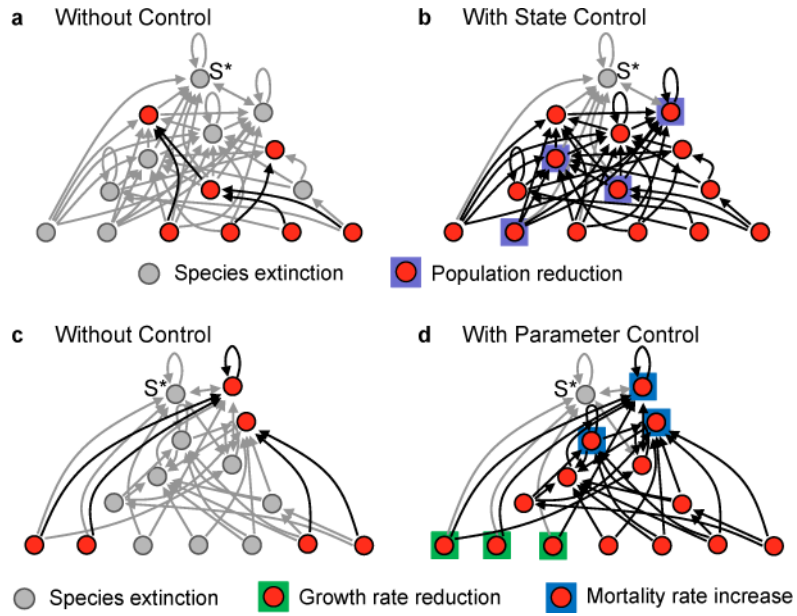 a Without Control
b With State Control
S*
Species extinction
Population reduction
c Without Control
d With Parameter Control
S*
S*
Species extinction
Growth rate reduction
Mortality rate increase